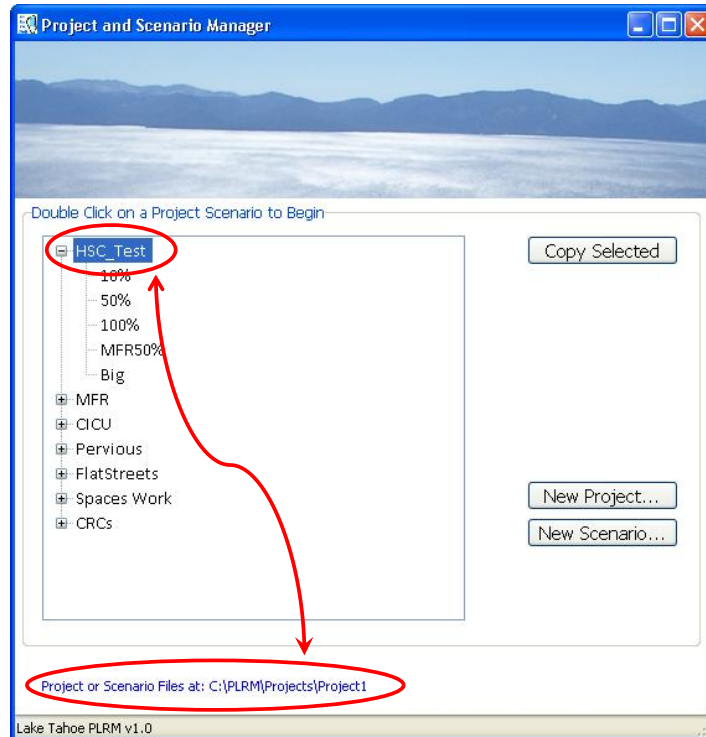 Project and Scenario Manager
Double Click on a Project Scenario to Begin
HSC_Test
10%
50%
100%
MFR50%
Big
MFR
CICU
Pervious
FlatStreets
Spaces Work
CRCs
Copy Selected
New Project...
New Scenario...
Project or Scenario Files at: C:\PLRM\Projects\Project1
Lake Tahoe PLRM v1.0